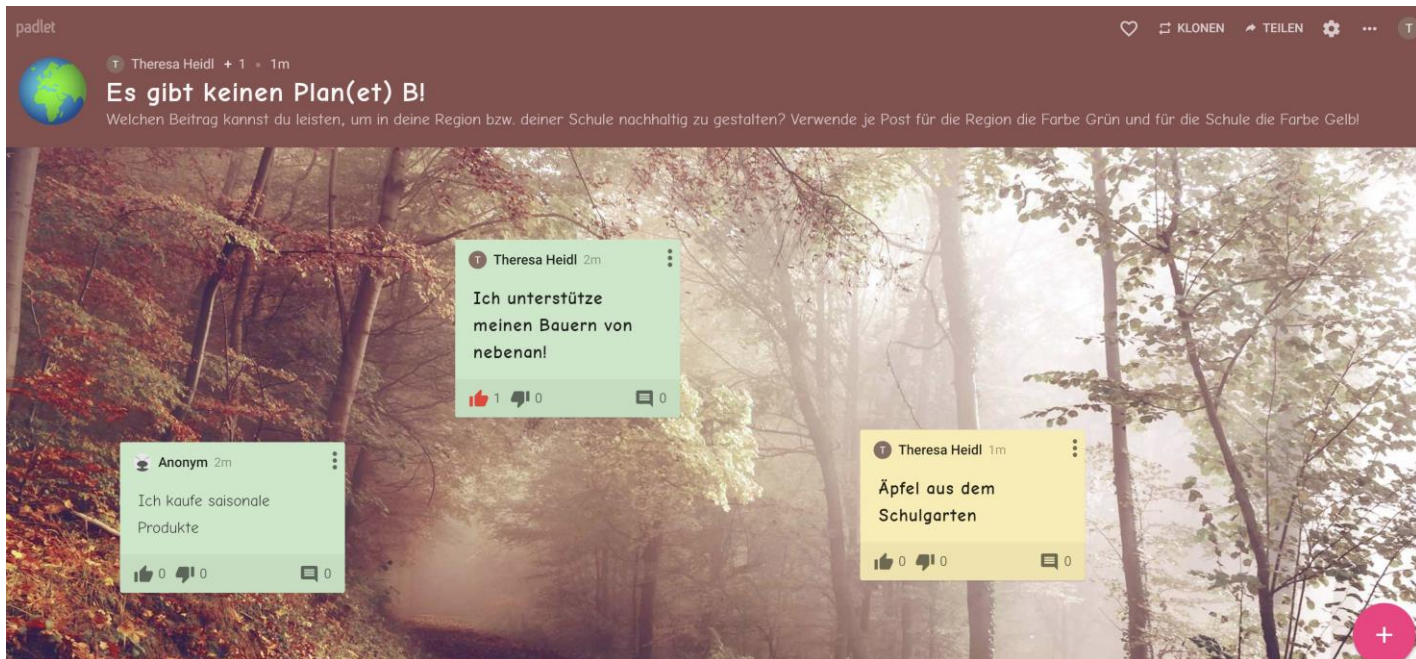 padlet
KLONEN TEILEN T
T Theresa Heidl + 1 • 1m
Es gibt keinen Plan(et) B!
Welchen Beitrag kannst du leisten, um in deine Region bzw. deiner Schule nachhaltig zu gestalten? Verwende je Post für die Region die Farbe Grün und für die Schule die Farbe Gelb!
T Theresa Heidl 2m
Ich unterstütze
meinen Bauern von
nebenan!
1 0 0
Anonym 2m
Ich kaufe saisonale
Produkte
0 0 0
T Theresa Heidl 1m
Äpfel aus dem
Schulgarten
0 0 0